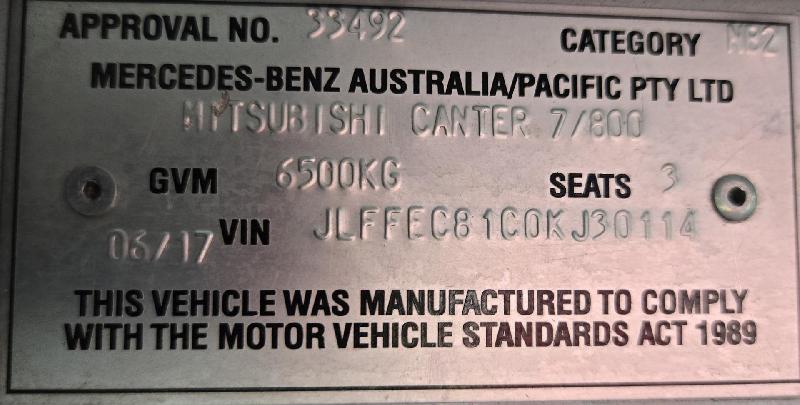 APPROVAL NO. 33492 CATEGORY NB2
MERCEDES-BENZ AUSTRALIA/PACIFIC PTY LTD
MITSUBISHI CANTER 7/800
GVM 6500KG SEATS 3
06/17 VIN JLFFEC81C0KJ30114
THIS VEHICLE WAS MANUFACTURED TO COMPLY
WITH THE MOTOR VEHICLE STANDARDS ACT 1989